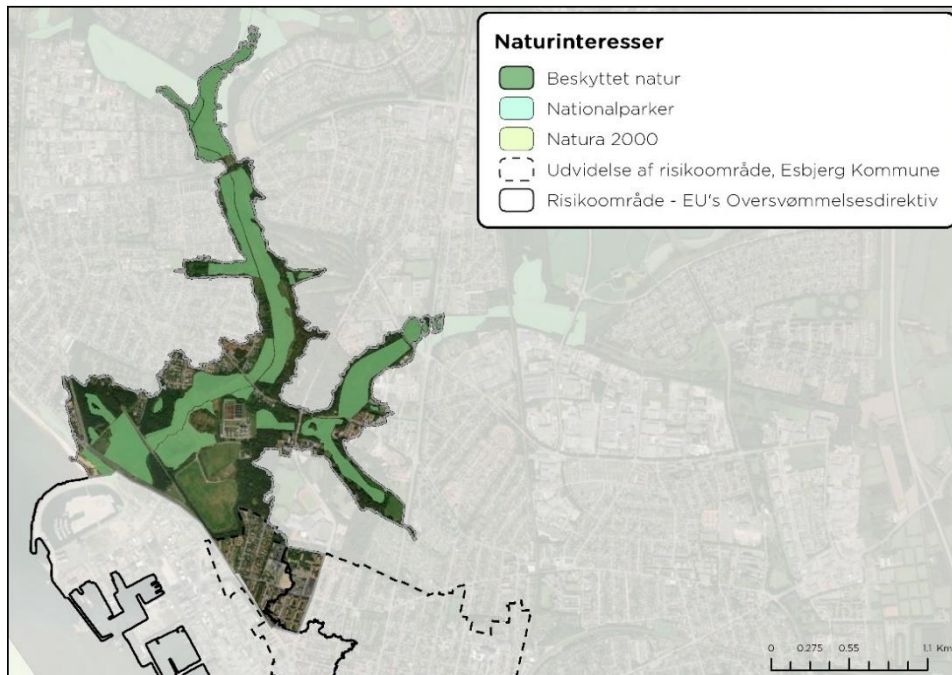 Naturinteresser
Beskyttet natur
Nationalparker
Natura 2000
Udvidelse af risikoområde, Esbjerg Kommune
Risikoområde - EU's Oversvømmelsesdirektiv
0 0.275 0.55 1.1 Km